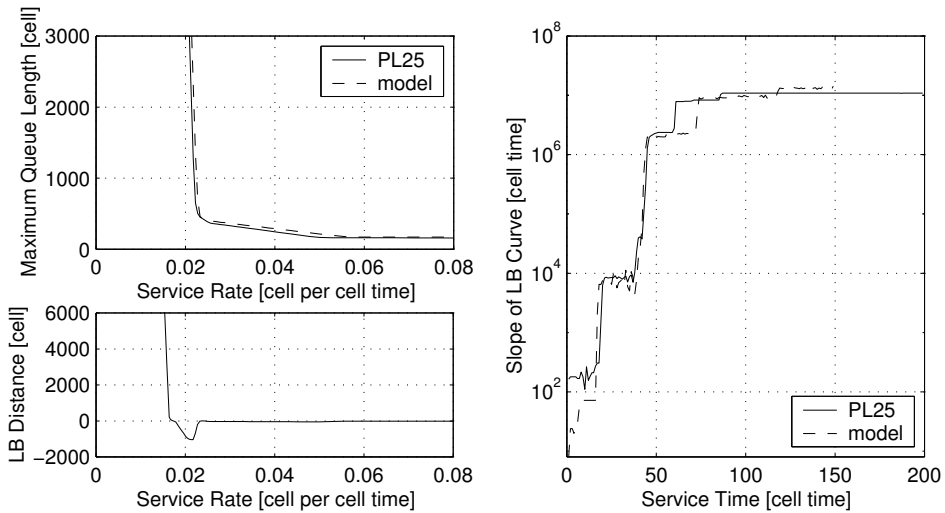 Maximum Queue Length [cell]
3000
2000
1000
0
0 0.02 0.04 0.06 0.08
Service Rate [cell per cell time]
PL25
model
LB Distance [cell]
6000
4000
2000
0
−2000
0 0.02 0.04 0.06 0.08
Service Rate [cell per cell time]
Slope of LB Curve [cell time]
10^8
10^6
10^4
10^2
0 50 100 150 200
Service Time [cell time]
PL25
model